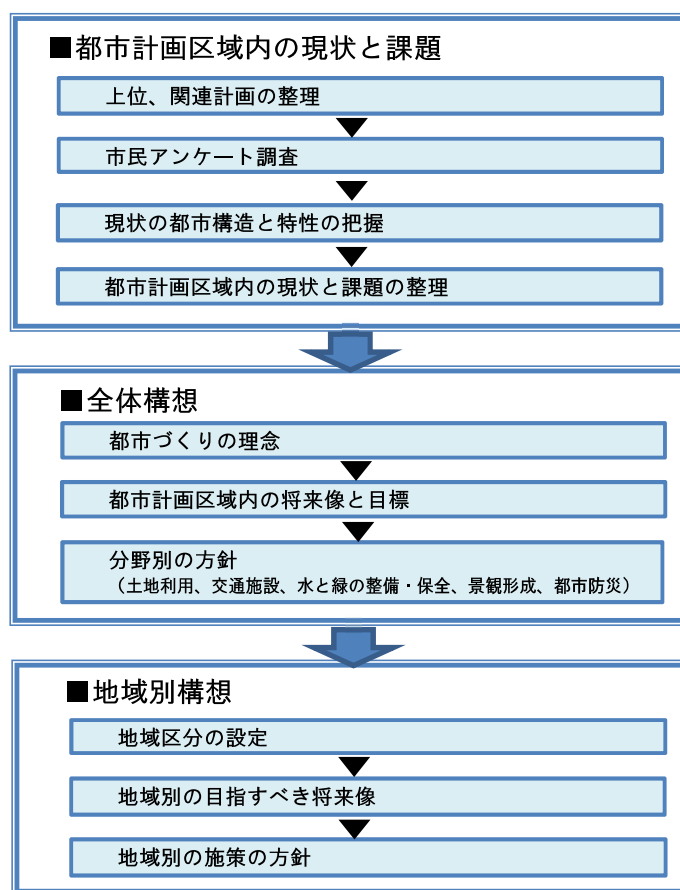 ■都市計画区域内の現状と課題
上位、関連計画の整理
市民アンケート調査
現状の都市構造と特性の把握
都市計画区域内の現状と課題の整理
■全体構想
都市づくりの理念
都市計画区域内の将来像と目標
分野別の方針
（土地利用、交通施設、水と緑の整備・保全、景観形成、都市防災）
■地域別構想
地域区分の設定
地域別の目指すべき将来像
地域別の施策の方針